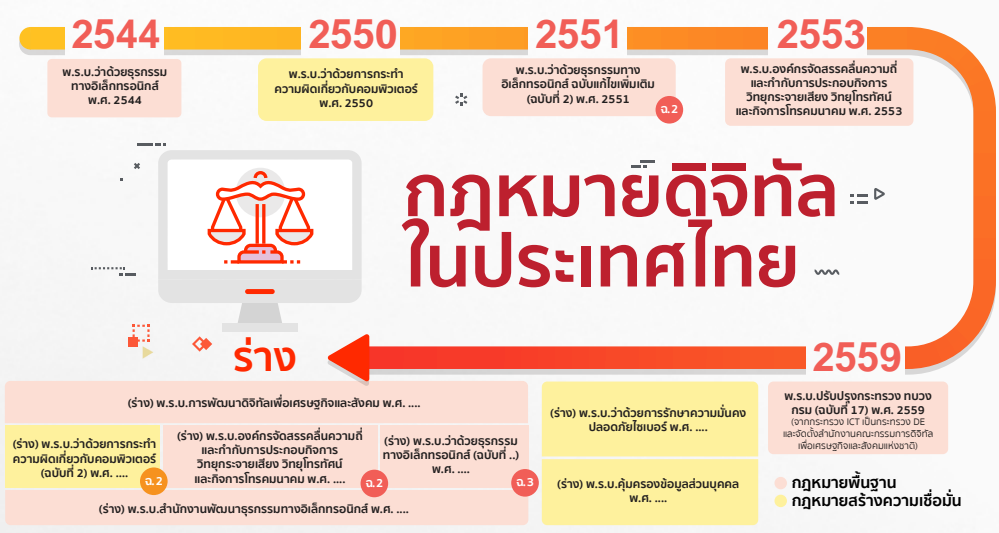 2544
2550
2551
2553
พ.ร.บ.ว่าด้วยธุรกรรม
ทางอิเล็กทรอนิกส์
พ.ศ. 2544
พ.ร.บ.ว่าด้วยการกระทำ
ความผิดเกี่ยวกับคอมพิวเตอร์
พ.ศ. 2550
พ.ร.บ.ว่าด้วยธุรกรรมทาง
อิเล็กทรอนิกส์ ฉบับแก้ไขเพิ่มเติม
(ฉบับที่ 2) พ.ศ. 2551
ฉ.2
พ.ร.บ.องค์กรจัดสรรคลื่นความถี่
และกำกับการประกอบกิจการ
วิทยุกระจายเสียง วิทยุโทรทัศน์
และกิจการโทรคมนาคม พ.ศ. 2553
กฎหมายดิจิทัล
ในประเทศไทย
2559
พ.ร.บ.ปรับปรุงกระทรวง ทบวง
กรม (ฉบับที่ 17) พ.ศ. 2559
(จากกระทรวง ICT เป็นกระทรวง DE
และจัดตั้งสำนักงานคณะกรรมการดิจิทัล
เพื่อเศรษฐกิจและสังคมแห่งชาติ)
ร่าง
(ร่าง) พ.ร.บ.การพัฒนาดิจิทัลเพื่อเศรษฐกิจและสังคม พ.ศ. ....
(ร่าง) พ.ร.บ.ว่าด้วยการกระทำ
ความผิดเกี่ยวกับคอมพิวเตอร์
(ฉบับที่ 2) พ.ศ. ....
ฉ.2
(ร่าง) พ.ร.บ.องค์กรจัดสรรคลื่นความถี่
และกำกับการประกอบกิจการ
วิทยุกระจายเสียง วิทยุโทรทัศน์
และกิจการโทรคมนาคม พ.ศ. ....
ฉ.2
(ร่าง) พ.ร.บ.ว่าด้วยธุรกรรม
ทางอิเล็กทรอนิกส์ (ฉบับที่ ..)
พ.ศ. ....
ฉ.3
(ร่าง) พ.ร.บ.สำนักงานพัฒนาธุรกรรมทางอิเล็กทรอนิกส์ พ.ศ. ....
(ร่าง) พ.ร.บ.ว่าด้วยการรักษาความมั่นคง
ปลอดภัยไซเบอร์ พ.ศ. ....
(ร่าง) พ.ร.บ.คุ้มครองข้อมูลส่วนบุคคล
พ.ศ. ....
กฎหมายพื้นฐาน
กฎหมายสร้างความเชื่อมั่น